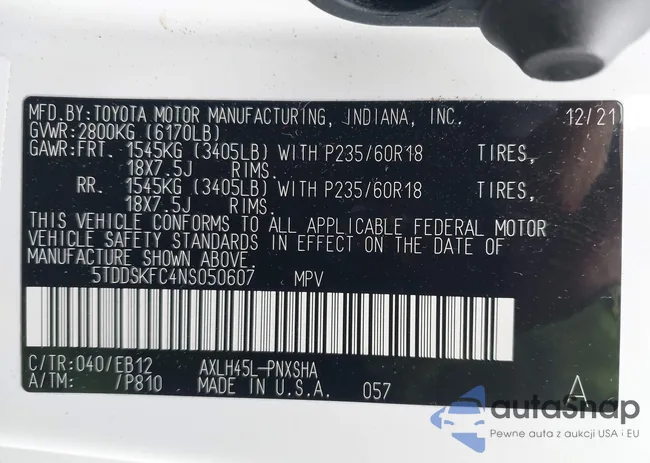 MFD.BY:TOYOTA MOTOR MANUFACTURING, INDIANA, INC. 12/21
GVWR:2800KG (6170LB)
GAWR:FRT. 1545KG (3405LB) WITH P235/60R18 TIRES,
18X7.5J RIMS.
RR. 1545KG (3405LB) WITH P235/60R18 TIRES,
18X7.5J RIMS.
THIS VEHICLE CONFORMS TO ALL APPLICABLE FEDERAL MOTOR
VEHICLE SAFETY STANDARDS IN EFFECT ON THE DATE OF
MANUFACTURE SHOWN ABOVE.
5TDDSKFC4NS050607 MPV
C/TR:040/EB12 AXLH45L-PNXSHA
A/TM: /P810 MADE IN U.S.A. 057 A
autosnap
Pewne auta z aukcji USA i EU